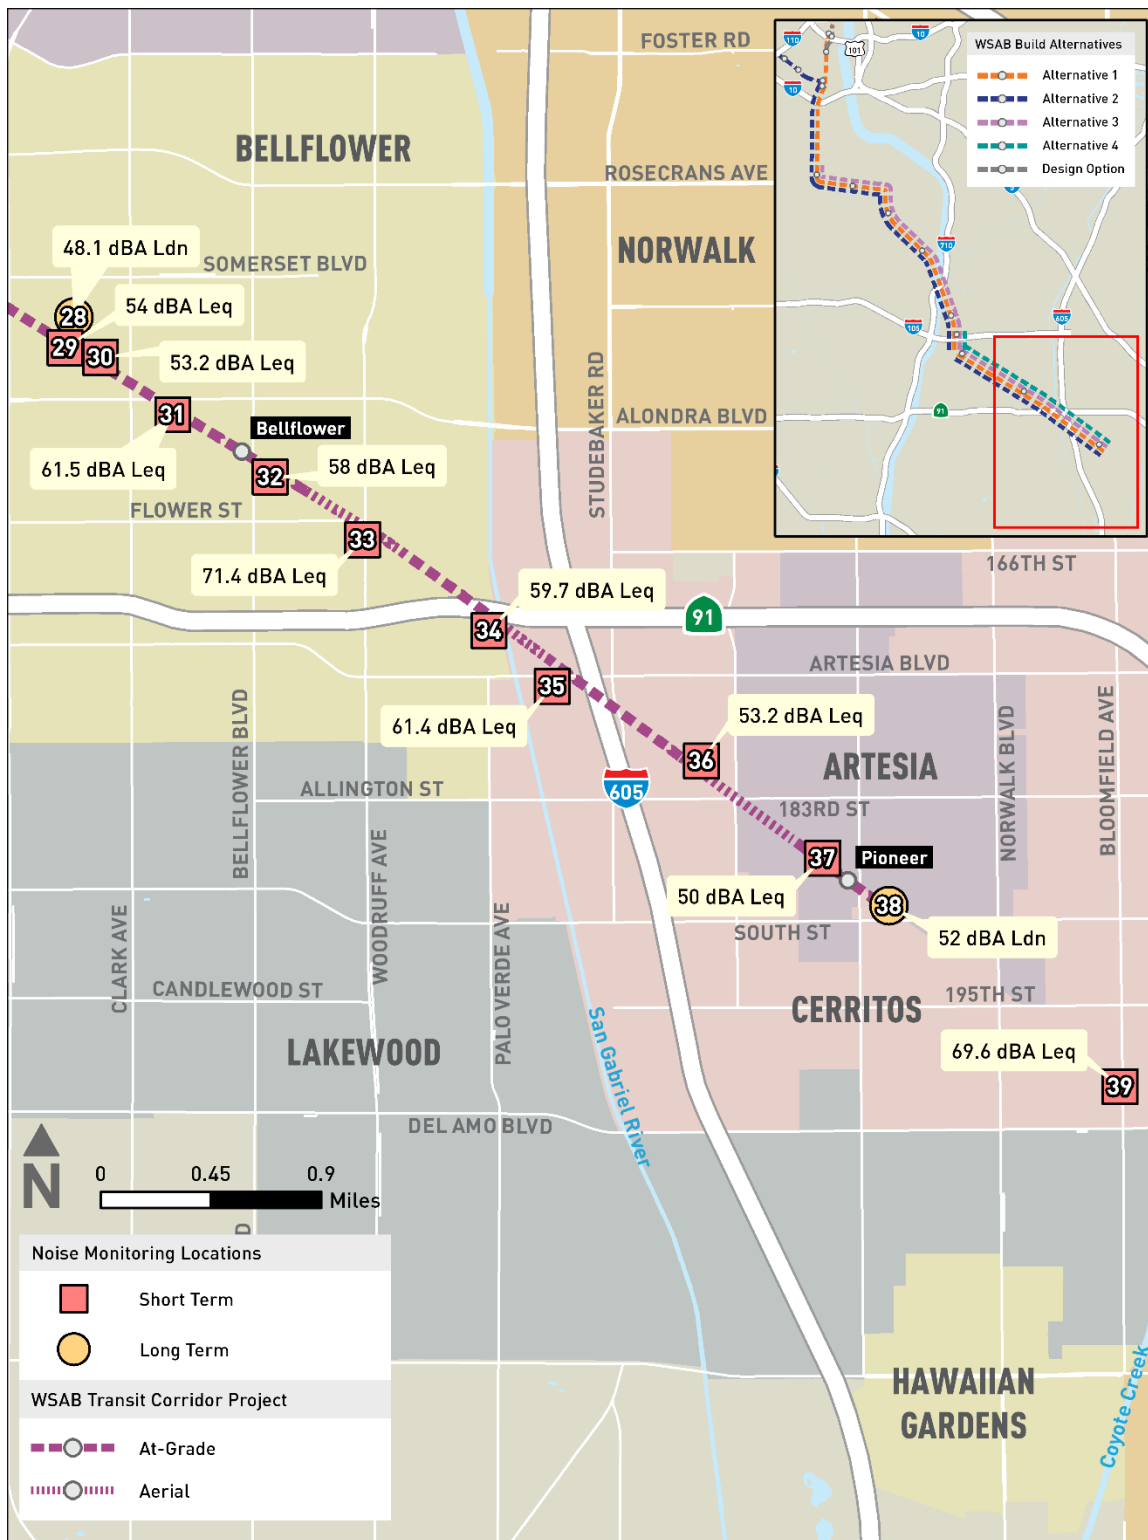 FOSTER RD
BELLFLOWER
ROSECRANS AVE
NORWALK
48.1 dBA Ldn
SOMERSET BLVD
28
54 dBA Leq
29
30
53.2 dBA Leq
STUDEBAKER RD
31
ALONDRA BLVD
Bellflower
61.5 dBA Leq
32
58 dBA Leq
FLOWER ST
33
71.4 dBA Leq
166TH ST
59.7 dBA Leq
91
34
ARTESIA BLVD
35
61.4 dBA Leq
53.2 dBA Leq
BELLFLOWER BLVD
NORWALK BLVD
BLOOMFIELD AVE
36
ARTESIA
605
ALLINGTON ST
183RD ST
37
Pioneer
50 dBA Leq
38
WOODRUFF AVE
CLARK AVE
PALO VERDE AVE
SOUTH ST
52 dBA Ldn
CANDLEWOOD ST
195TH ST
CERRITOS
LAKEWOOD
San Gabriel River
69.6 dBA Leq
39
DEL AMO BLVD
N
0 0.45 0.9
Miles
D
HAWAIIAN
GARDENS
Coyote Creek
Noise Monitoring Locations
Short Term
Long Term
WSAB Transit Corridor Project
At-Grade
Aerial
WSAB Build Alternatives
Alternative 1
Alternative 2
Alternative 3
Alternative 4
Design Option
110
101
10
10
710
105
605
91